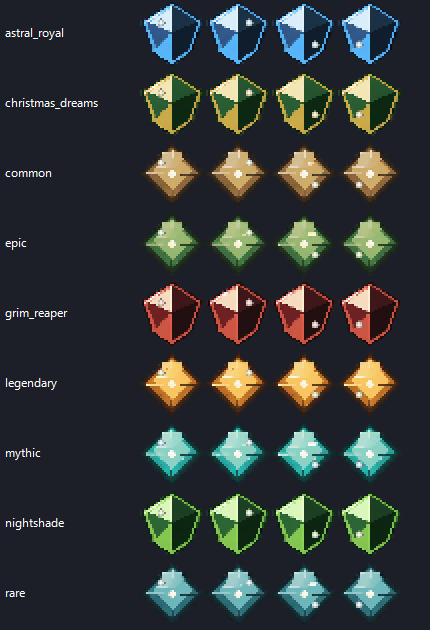 astral_royal
christmas_dreams
common
epic
grim_reaper
legendary
mythic
nightshade
rare